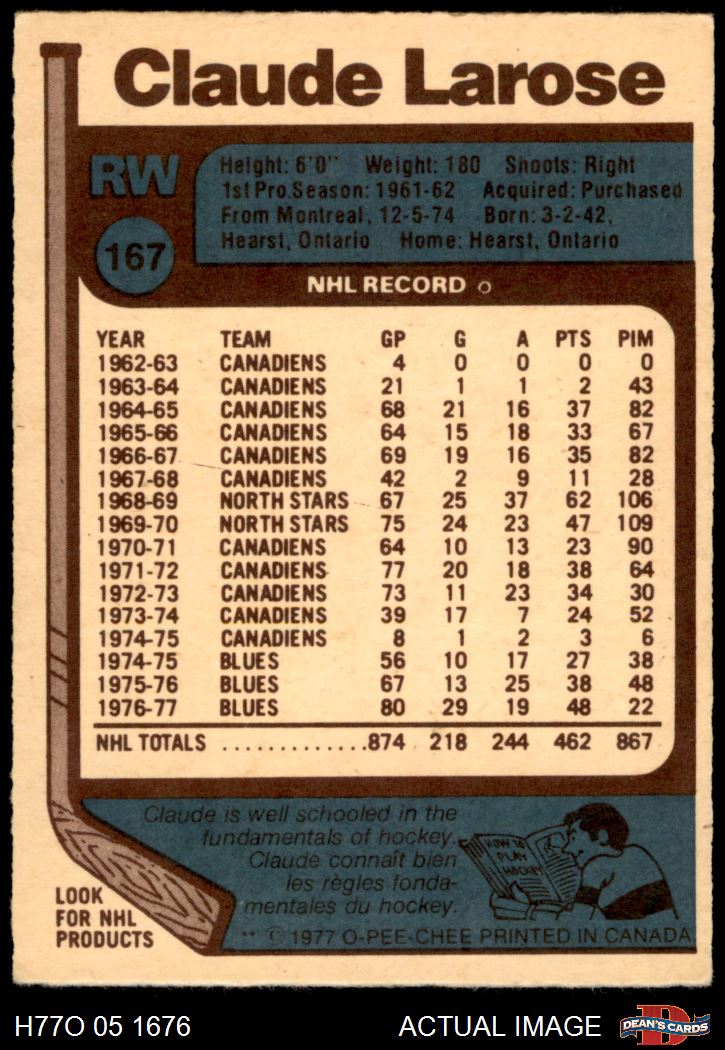 Claude Larose
RW
167
Height: 6'0" Weight: 180 Shoots: Right
1st Pro.Season: 1961-62 Acquired: Purchased
From Montreal, 12-5-74 Born: 3-2-42,
Hearst, Ontario Home: Hearst, Ontario
NHL RECORD
YEAR TEAM GP G A PTS PIM
1962-63 CANADIENS 4 0 0 0 0
1963-64 CANADIENS 21 1 1 2 43
1964-65 CANADIENS 68 21 16 37 82
1965-66 CANADIENS 64 15 18 33 67
1966-67 CANADIENS 69 19 16 35 82
1967-68 CANADIENS 42 2 9 11 28
1968-69 NORTH STARS 67 25 37 62 106
1969-70 NORTH STARS 75 24 23 47 109
1970-71 CANADIENS 64 10 13 23 90
1971-72 CANADIENS 77 20 18 38 64
1972-73 CANADIENS 73 11 23 34 30
1973-74 CANADIENS 39 17 7 24 52
1974-75 CANADIENS 8 1 2 3 6
1974-75 BLUES 56 10 17 27 38
1975-76 BLUES 67 13 25 38 48
1976-77 BLUES 80 29 19 48 22
NHL TOTALS .............874 218 244 462 867
Claude is well schooled in the
fundamentals of hockey.
Claude connaît bien
les règles fonda-
mentales du hockey.
HOW TO
PLAY
HOCKEY
LOOK
FOR NHL
PRODUCTS
** © 1977 O-PEE-CHEE PRINTED IN CANADA
H77O 05 1676 ACTUAL IMAGE
D
DEAN'S CARDS